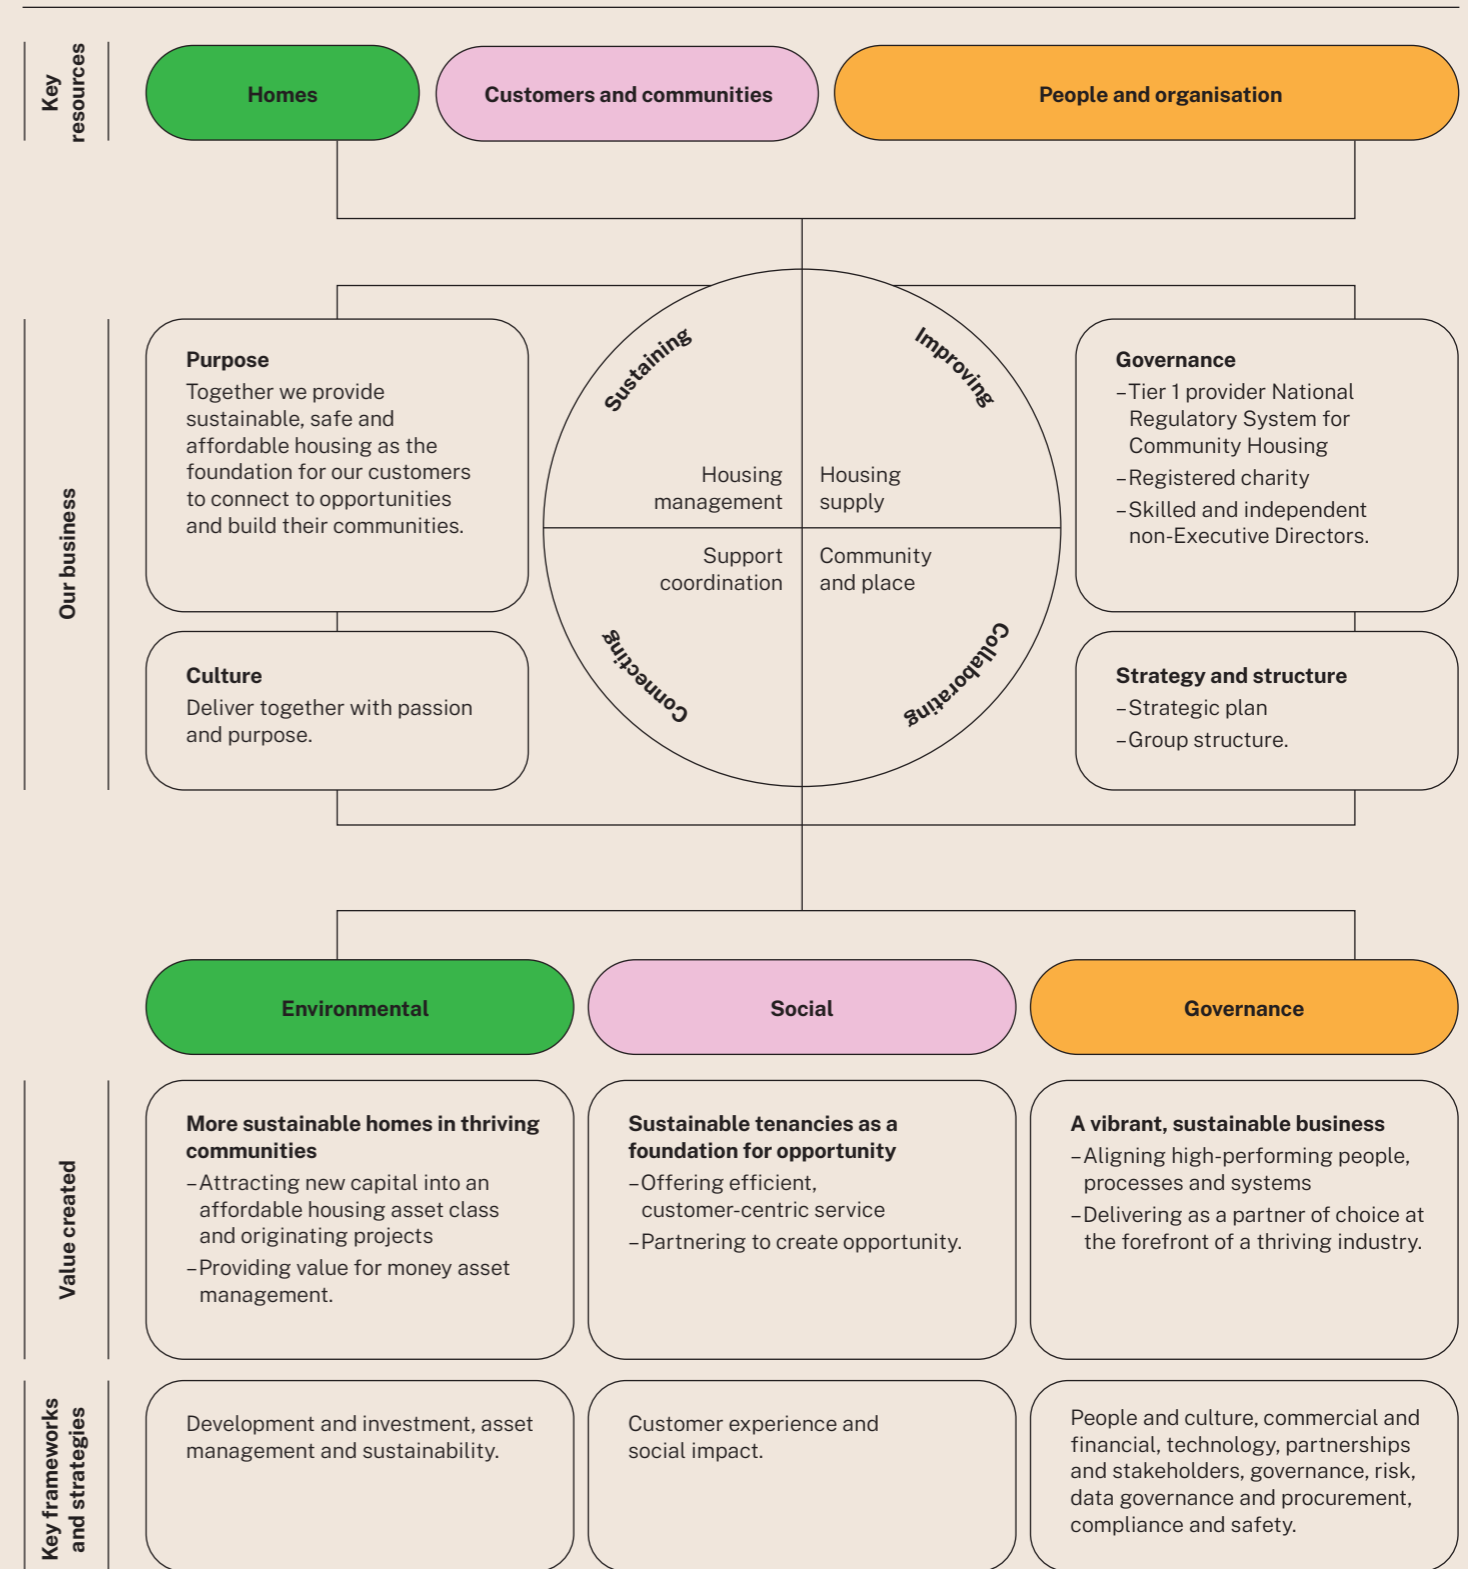 Key
resources
Homes
Customers and communities
People and organisation
Our business
Purpose
Together we provide
sustainable, safe and
affordable housing as the
foundation for our customers
to connect to opportunities
and build their communities.
Culture
Deliver together with passion
and purpose.
Sustaining
Improving
Housing
management
Housing
supply
Support
coordination
Community
and place
Connecting
Collaborating
Governance
–Tier 1 provider National
Regulatory System for
Community Housing
–Registered charity
–Skilled and independent
non-Executive Directors.
Strategy and structure
–Strategic plan
–Group structure.
Environmental
Social
Governance
Value created
More sustainable homes in thriving
communities
–Attracting new capital into an
affordable housing asset class
and originating projects
–Providing value for money asset
management.
Sustainable tenancies as a
foundation for opportunity
–Offering efficient,
customer-centric service
–Partnering to create opportunity.
A vibrant, sustainable business
–Aligning high-performing people,
processes and systems
–Delivering as a partner of choice at
the forefront of a thriving industry.
Key frameworks
and strategies
Development and investment, asset
management and sustainability.
Customer experience and
social impact.
People and culture, commercial and
financial, technology, partnerships
and stakeholders, governance, risk,
data governance and procurement,
compliance and safety.